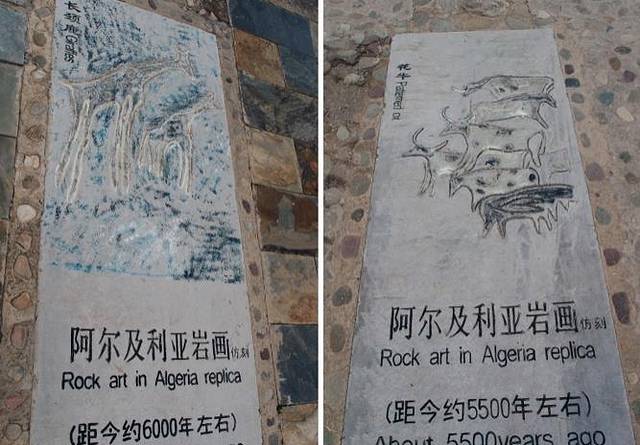 长颈鹿
阿尔及利亚岩画仿刻
Rock art in Algeria replica
(距今约6000年左右)
花牛
阿尔及利亚岩画仿刻
Rock art in Algeria replica
(距今约5500年左右)
About 5500years ago